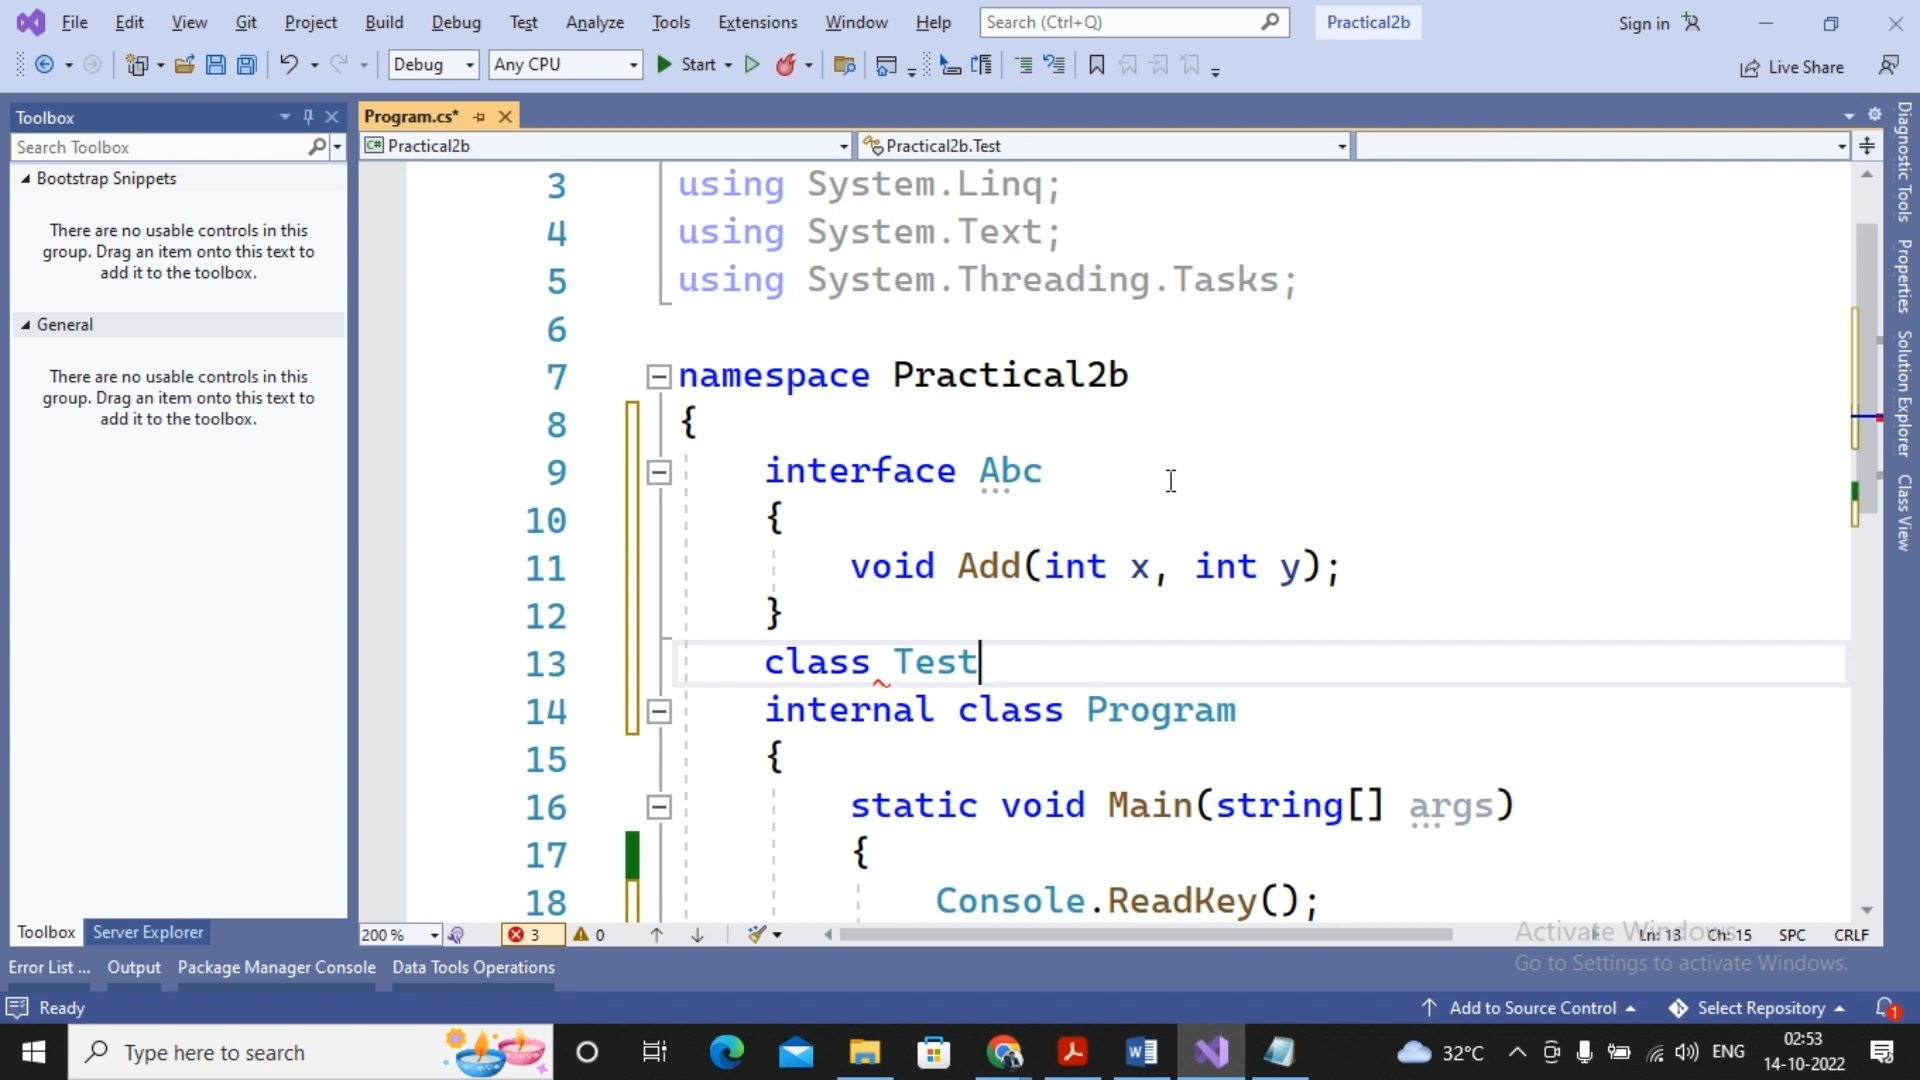 File Edit View Git Project Build Debug Test Analyze Tools Extensions Window Help Search (Ctrl+Q) Practical2b Sign in
Debug Any CPU Start Live Share
Toolbox
Search Toolbox
Bootstrap Snippets
There are no usable controls in this
group. Drag an item onto this text to
add it to the toolbox.
General
There are no usable controls in this
group. Drag an item onto this text to
add it to the toolbox.
Toolbox Server Explorer
Program.cs*
Practical2b Practical2b.Test
3 using System.Linq;
4 using System.Text;
5 using System.Threading.Tasks;
6
7 namespace Practical2b
8 {
9 interface Abc
10 {
11 void Add(int x, int y);
12 }
13 class Test
14 internal class Program
15 {
16 static void Main(string[] args)
17 {
18 Console.ReadKey();
200 % 3 0 Ln: 13 Ch: 15 SPC CRLF
Diagnostic Tools
Properties
Solution Explorer
Class View
Activate Windows
Go to Settings to activate Windows.
Error List ... Output Package Manager Console Data Tools Operations
Ready Add to Source Control Select Repository 1
Type here to search 32°C ENG 02:53
14-10-2022